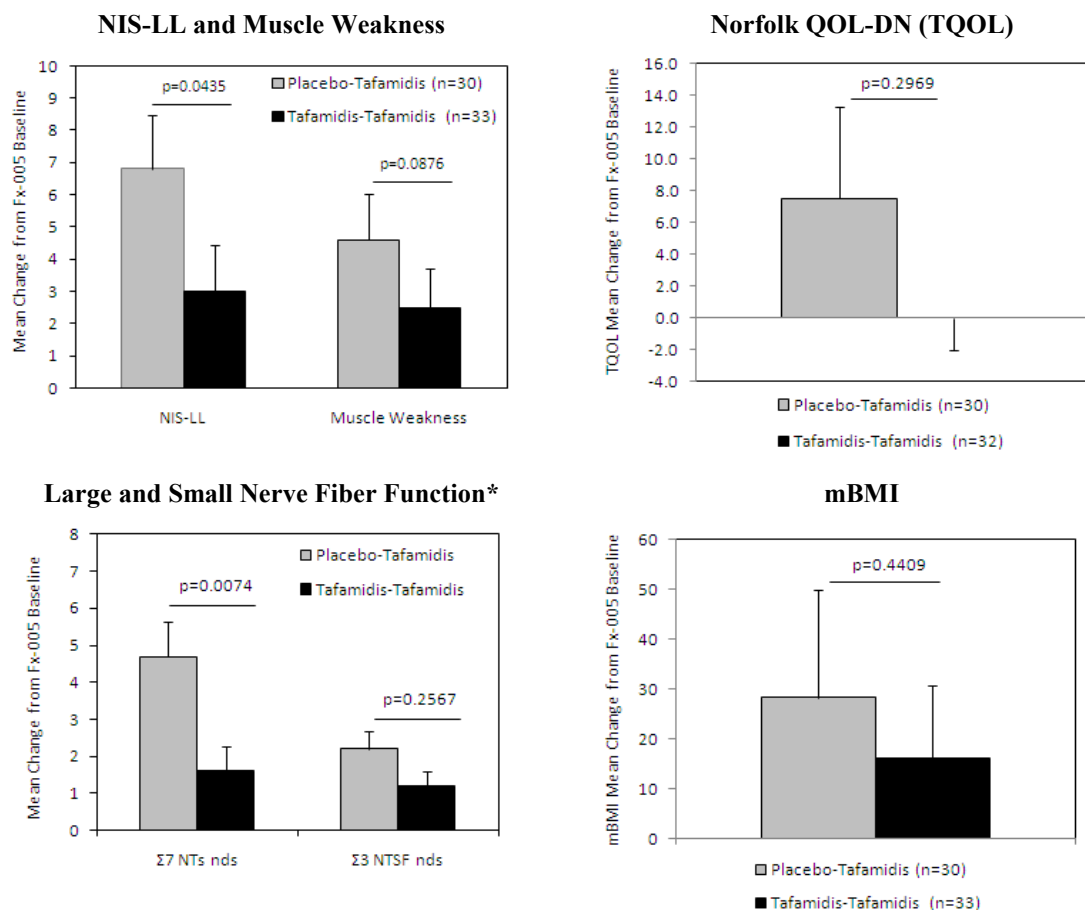 NIS-LL and Muscle Weakness
Mean Change from Fx-005 Baseline
10
9
8
7
6
5
4
3
2
1
0
p=0.0435
p=0.0876
Placebo-Tafamidis (n=30)
Tafamidis-Tafamidis (n=33)
NIS-LL Muscle Weakness
Norfolk QOL-DN (TQOL)
TQOL Mean Change from Fx-005 Baseline
16.0
14.0
12.0
10.0
8.0
6.0
4.0
2.0
0.0
-2.0
-4.0
p=0.2969
Placebo-Tafamidis (n=30)
Tafamidis-Tafamidis (n=32)
Large and Small Nerve Fiber Function*
Mean Change from Fx-005 Baseline
8
7
6
5
4
3
2
1
0
Placebo-Tafamidis
Tafamidis-Tafamidis
p=0.0074
p=0.2567
Σ7 NTs nds Σ3 NTSF nds
mBMI
mBMI Mean Change from Fx-005 Baseline
60
50
40
30
20
10
0
p=0.4409
Placebo-Tafamidis (n=30)
Tafamidis-Tafamidis (n=33)